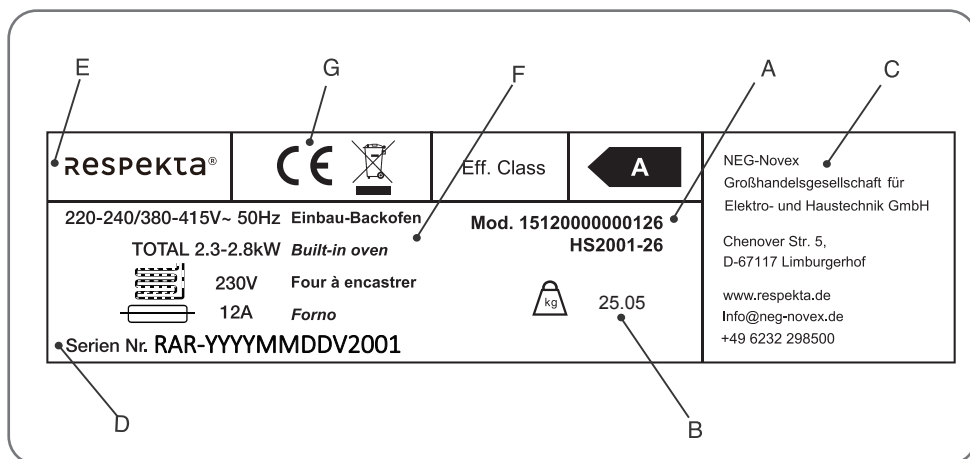 E
G
F
A
C
RESPEKTa®
CE
Eff. Class
A
220-240/380-415V~ 50Hz Einbau-Backofen
TOTAL 2.3-2.8kW Built-in oven
230V Four à encastrer
12A Forno
Serien Nr. RAR-YYYYMMDDV2001
Mod. 15120000000126
HS2001-26
kg 25.05
NEG-Novex
Großhandelsgesellschaft für
Elektro- und Haustechnik GmbH
Chenover Str. 5,
D-67117 Limburgerhof
www.respekta.de
Info@neg-novex.de
+49 6232 298500
D
B